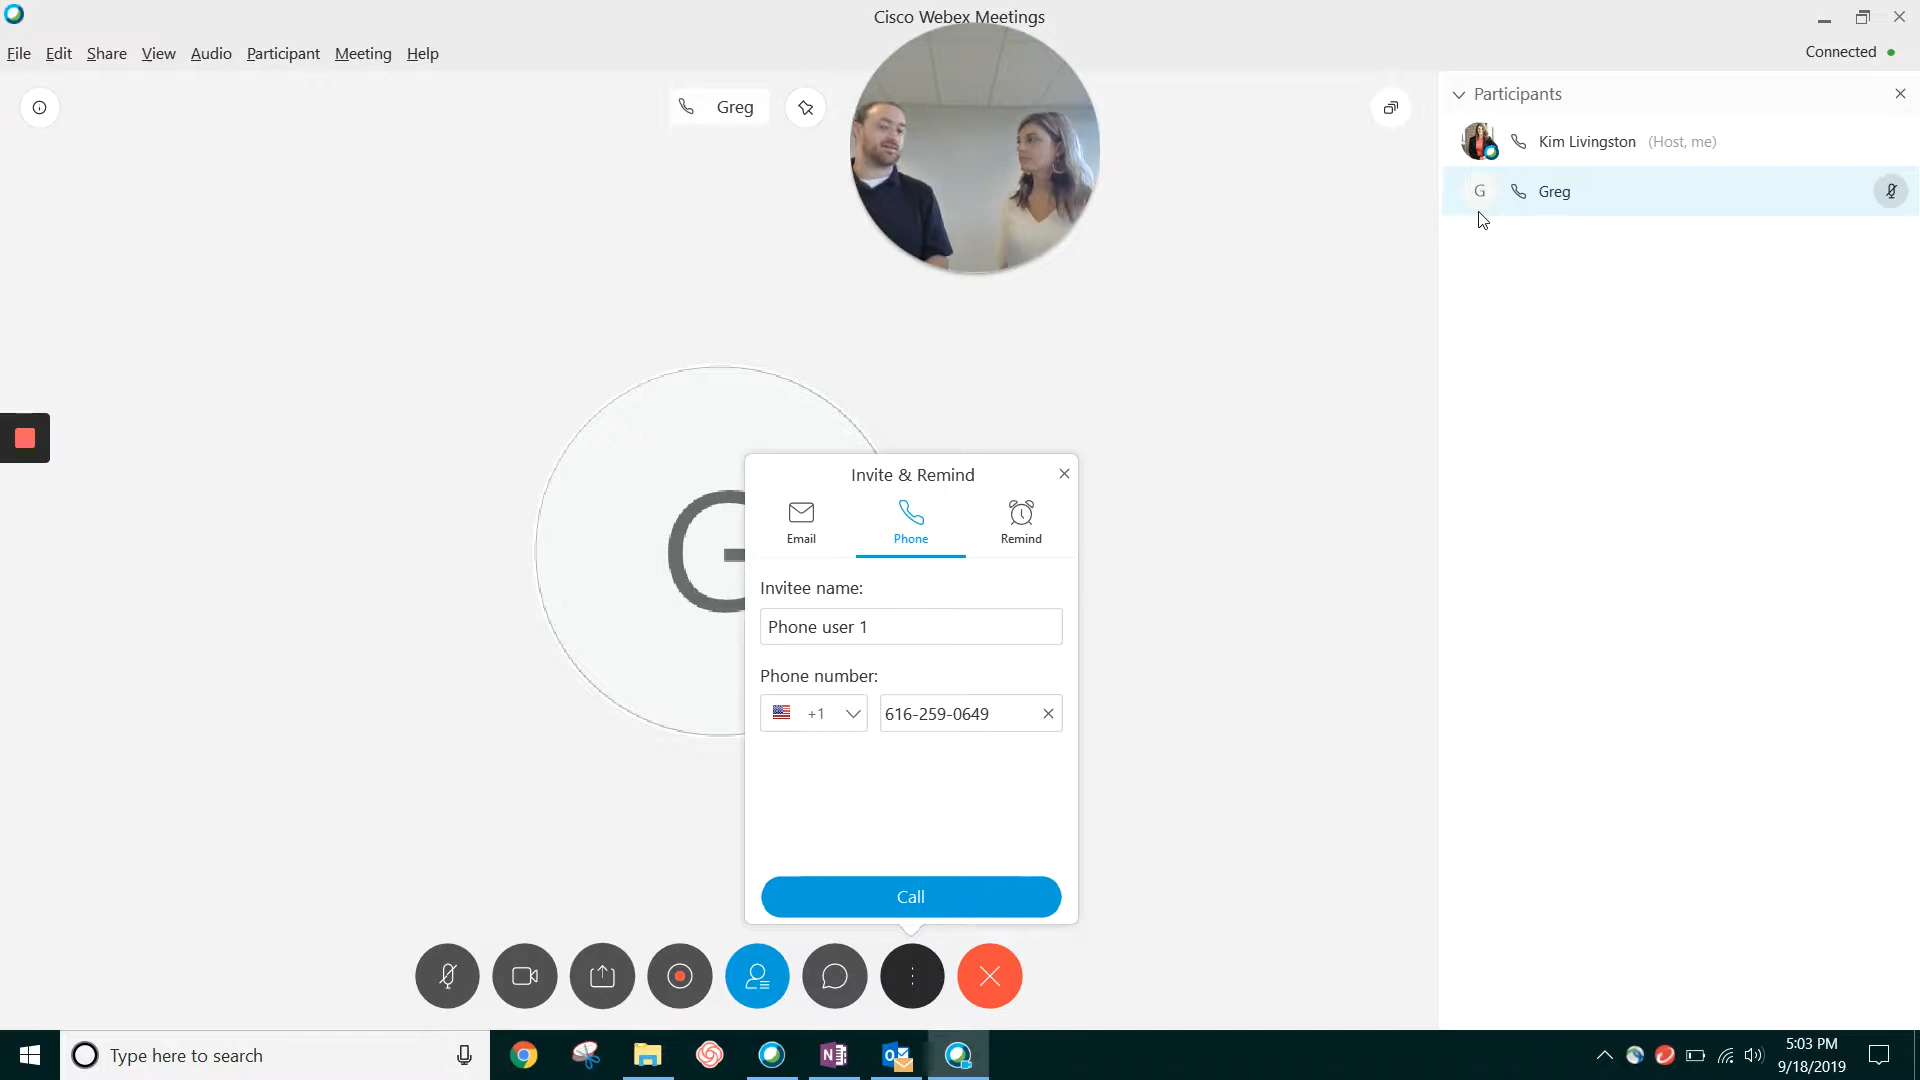 Cisco Webex Meetings
File Edit Share View Audio Participant Meeting Help
Connected
Greg
Participants
Kim Livingston (Host, me)
G Greg
G
Invite & Remind
Email Phone Remind
Invitee name:
Phone user 1
Phone number:
+1 616-259-0649
Call
Type here to search
N
O
5:03 PM
9/18/2019